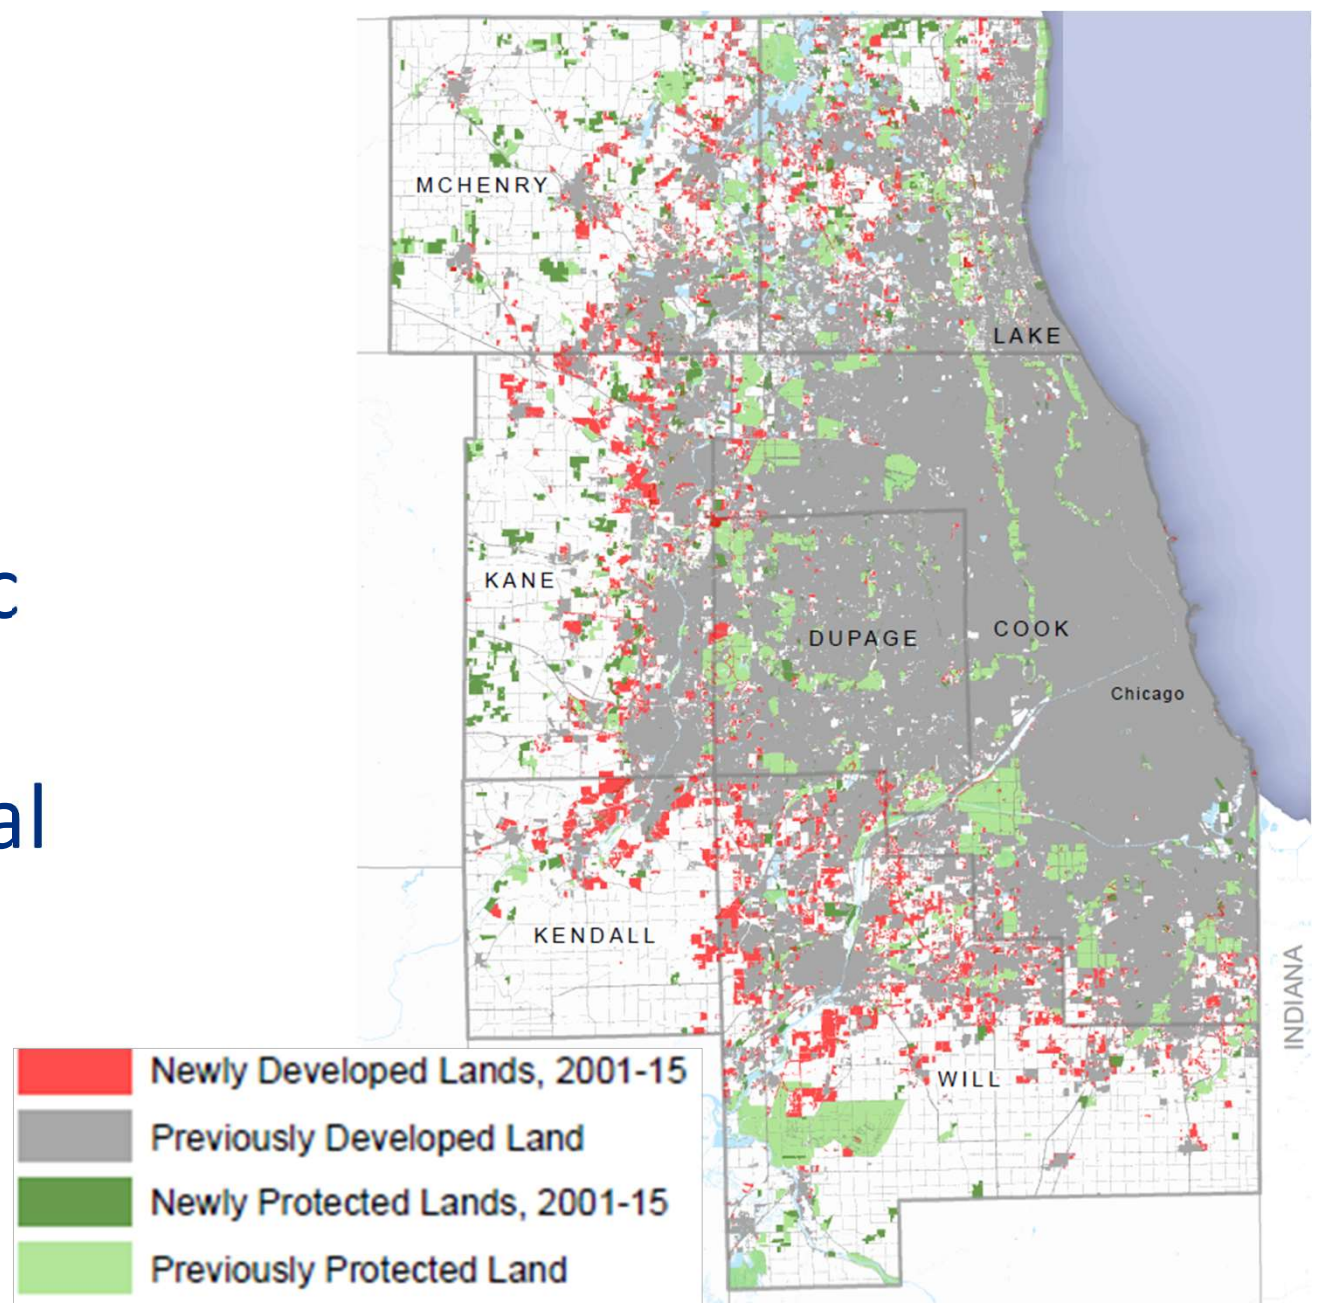 MCHENRY
LAKE
c
KANE
DUPAGE
COOK
Chicago
al
KENDALL
INDIANA
WILL
Newly Developed Lands, 2001-15
Previously Developed Land
Newly Protected Lands, 2001-15
Previously Protected Land